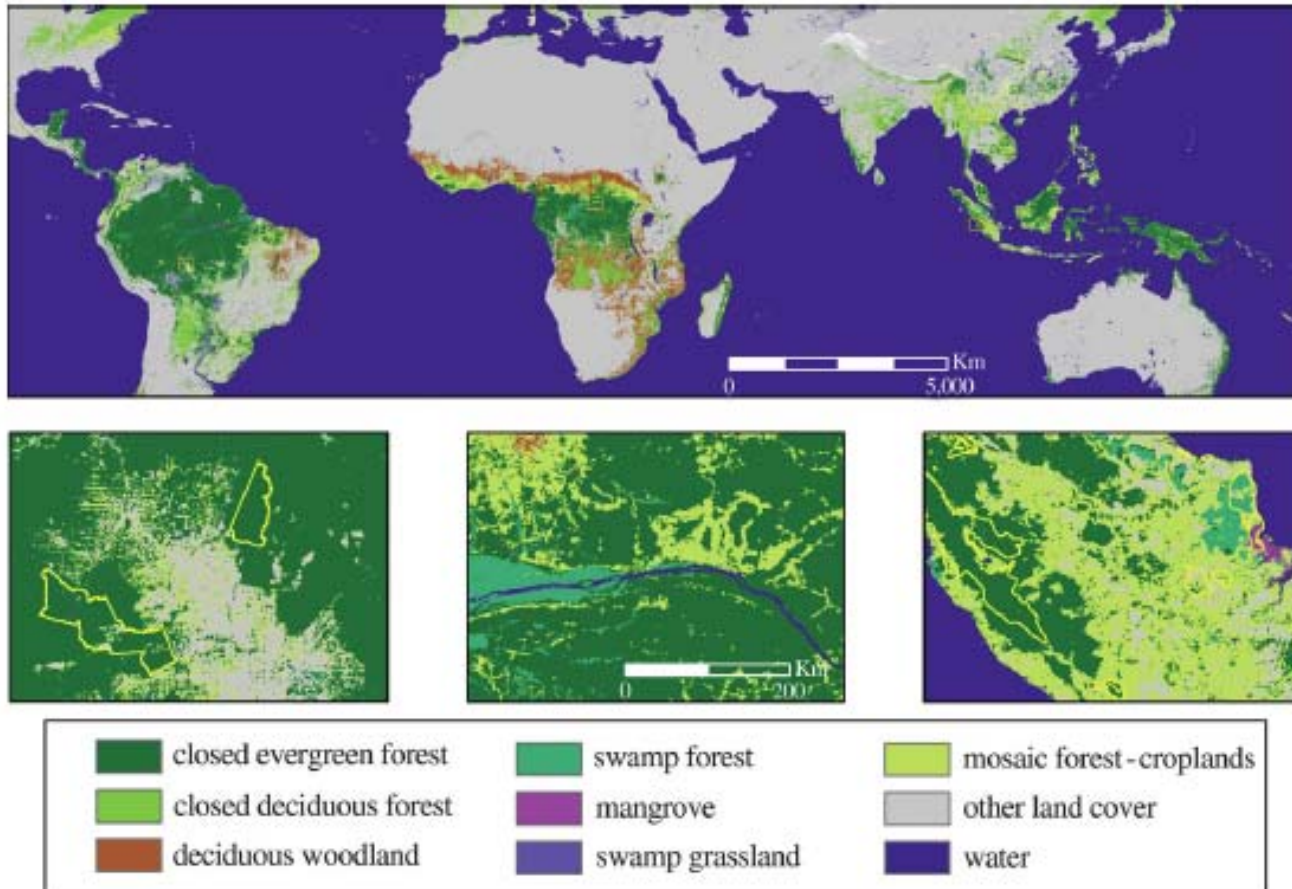 Km
0 5,000
Km
0 200
closed evergreen forest
swamp forest
mosaic forest-croplands
closed deciduous forest
mangrove
other land cover
deciduous woodland
swamp grassland
water